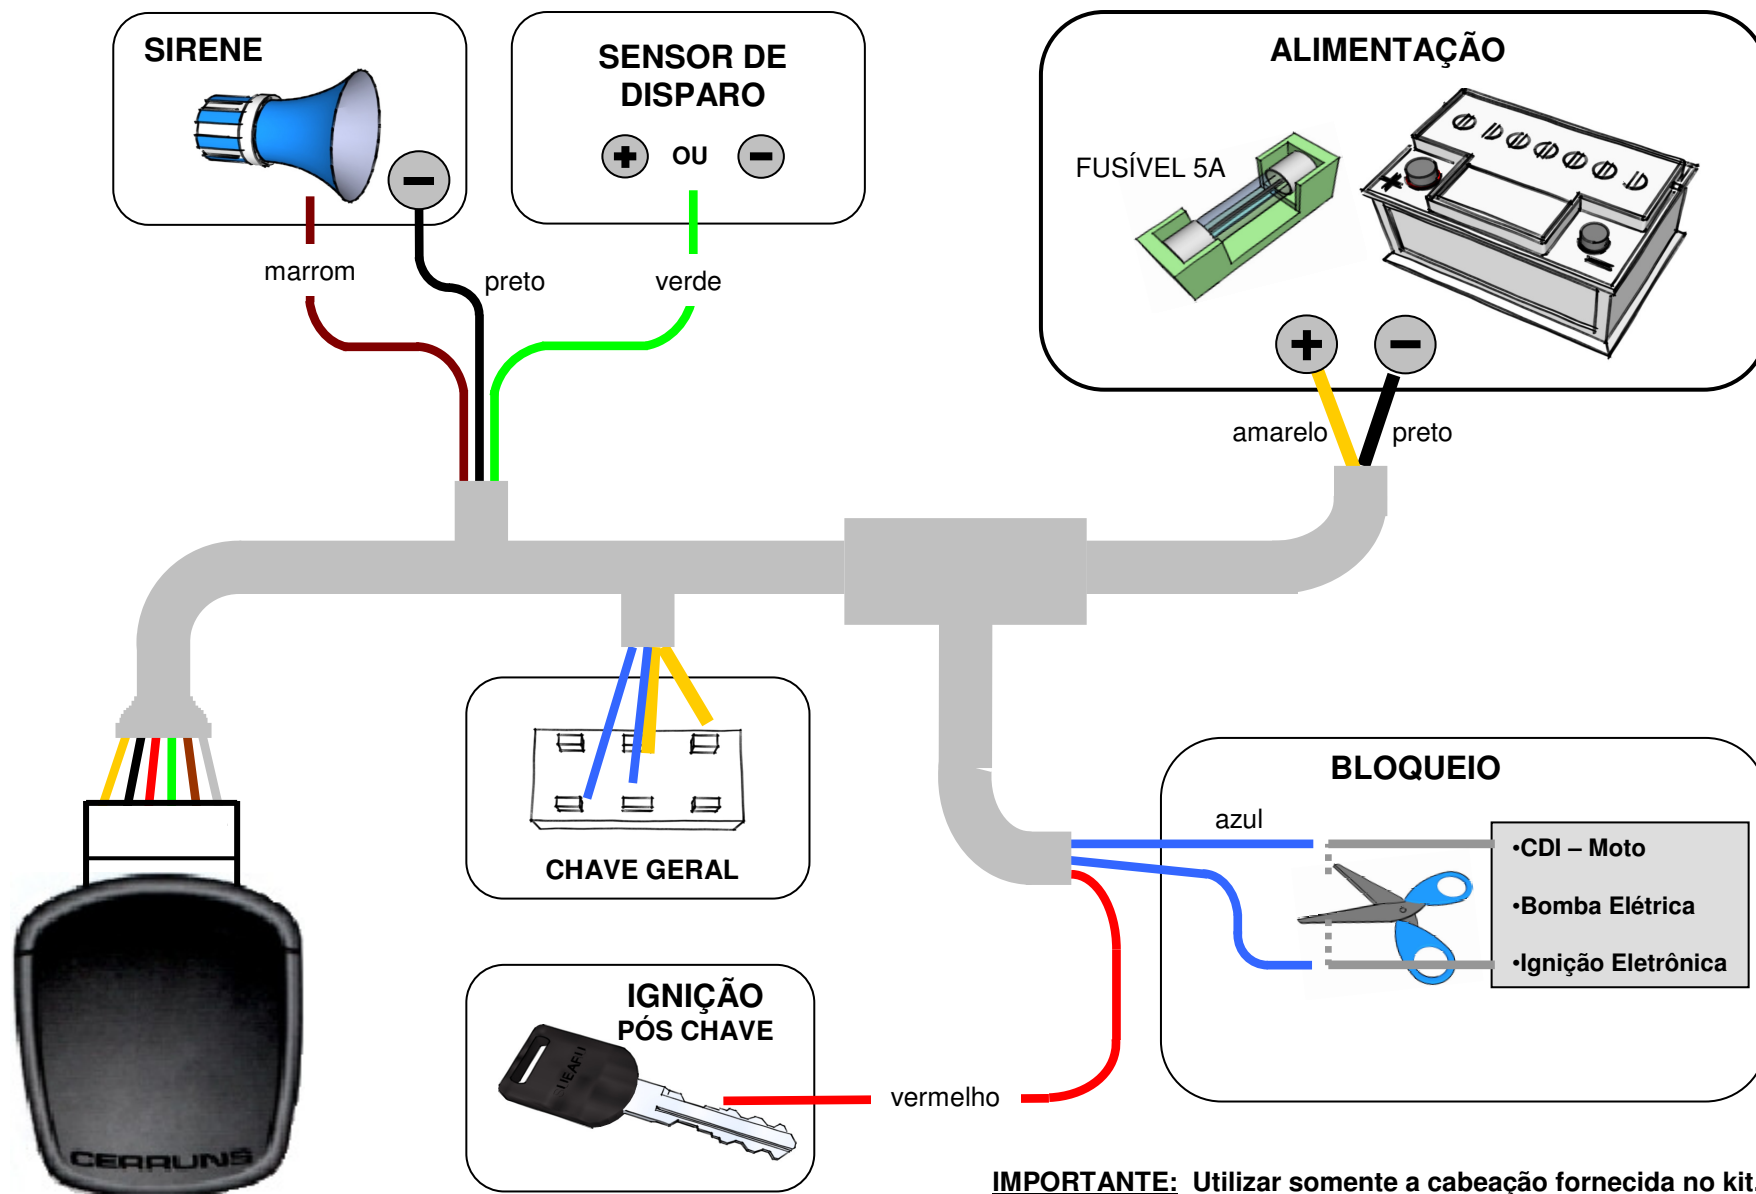 SIRENE
SENSOR DE
DISPARO
OU
ALIMENTAÇÃO
FUSÍVEL 5A
marrom
preto
verde
amarelo
preto
CHAVE GERAL
BLOQUEIO
azul
•CDI – Moto
•Bomba Elétrica
•Ignição Eletrônica
IGNIÇÃO
PÓS CHAVE
vermelho
CERRUNS
IMPORTANTE: Utilizar somente a cabeação fornecida no kit.